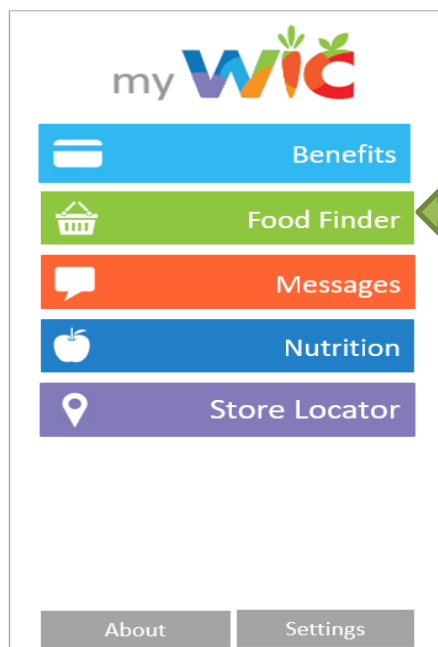 my WIC
Benefits
Food Finder
Messages
Nutrition
Store Locator
About Settings